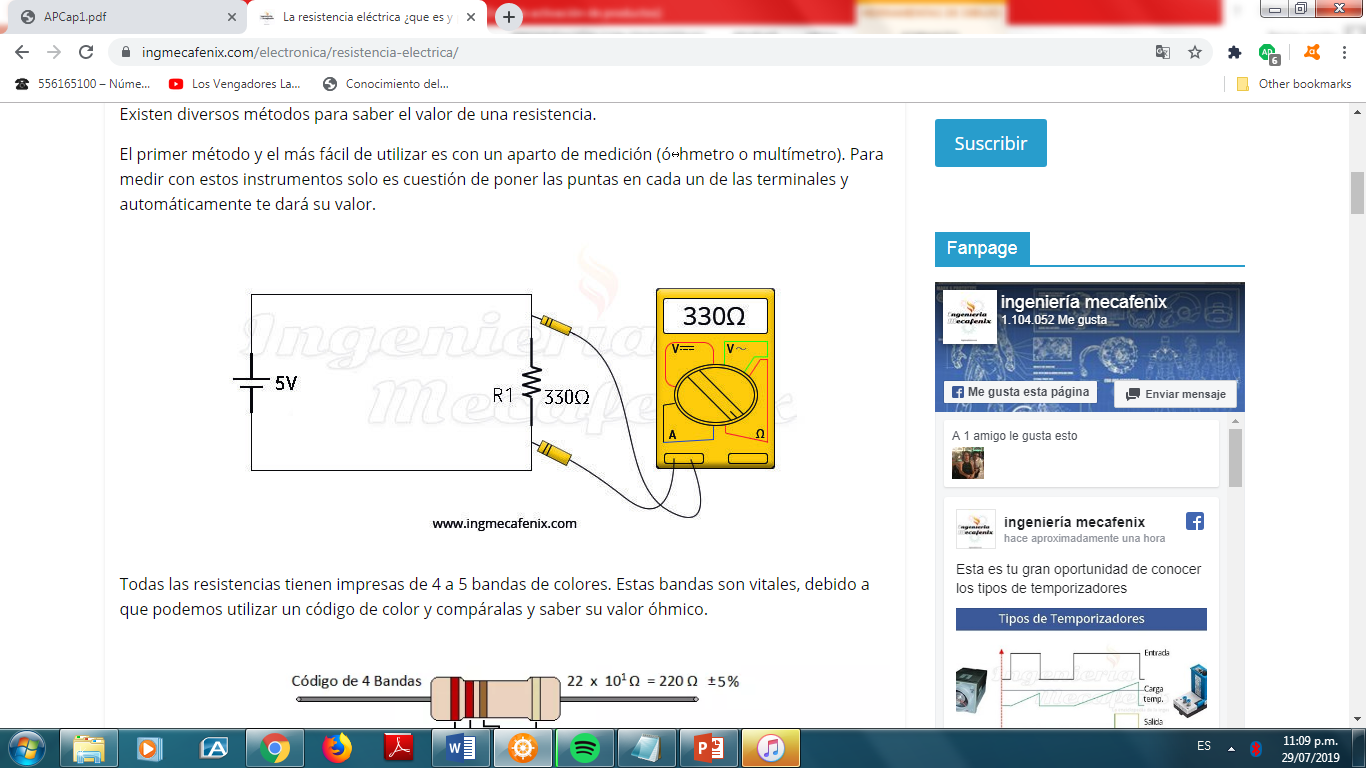 APCap1.pdf
La resistencia eléctrica ¿que es y
ingmecafenix.com/electronica/resistencia-electrica/
556165100 – Núme...
Los Vengadores La...
Conocimiento del...
Other bookmarks
Existen diversos métodos para saber el valor de una resistencia.
El primer método y el más fácil de utilizar es con un aparto de medición (ó hmetro o multímetro). Para
medir con estos instrumentos solo es cuestión de poner las puntas en cada un de las terminales y
automáticamente te dará su valor.
Ingenieria
Mecafenix
5V
R1
330Ω
330Ω
V
V
A
Ω
www.ingmecafenix.com
Todas las resistencias tienen impresas de 4 a 5 bandas de colores. Estas bandas son vitales, debido a
que podemos utilizar un código de color y compáralas y saber su valor óhmico.
Código de 4 Bandas
22 x 10¹ Ω = 220 Ω ±5%
Suscribir
Fanpage
ingeniería mecafenix
1.104.052 Me gusta
Me gusta esta página
Enviar mensaje
A 1 amigo le gusta esto
ingeniería mecafenix
hace aproximadamente una hora
Esta es tu gran oportunidad de conocer
los tipos de temporizadores
Tipos de Temporizadores
Entrada
Carga
temp.
Salida
ES
11:09 p.m.
29/07/2019